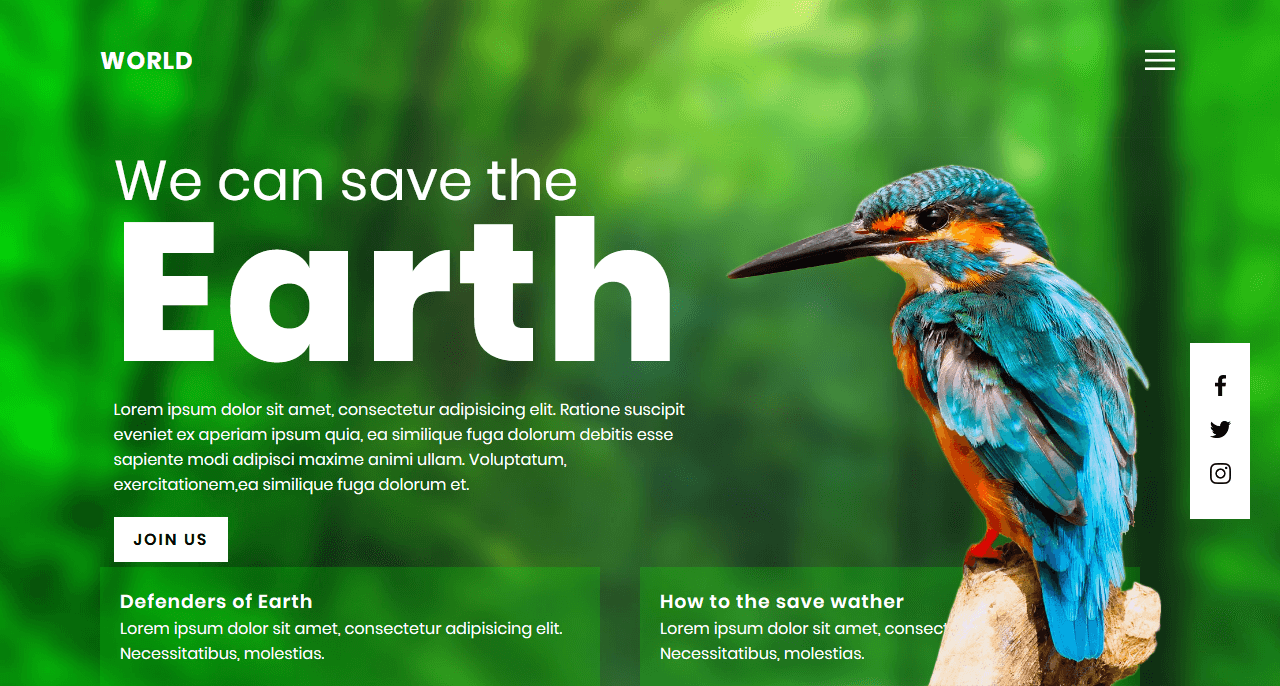 WORLD
We can save the
Earth
Lorem ipsum dolor sit amet, consectetur adipisicing elit. Ratione suscipit
eveniet ex aperiam ipsum quia, ea similique fuga dolorum debitis esse
sapiente modi adipisci maxime animi ullam. Voluptatum,
exercitationem,ea similique fuga dolorum et.
JOIN US
Defenders of Earth
Lorem ipsum dolor sit amet, consectetur adipisicing elit.
Necessitatibus, molestias.
How to the save wather
Lorem ipsum dolor sit amet,
Necessitatibus, molestias.